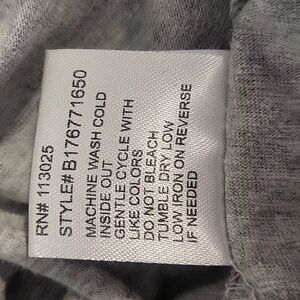 RN# 113025
STYLE# B176771650
MACHINE WASH COLD
INSIDE OUT
GENTLE CYCLE WITH
LIKE COLORS
DO NOT BLEACH
TUMBLE DRY LOW
LOW IRON ON REVERSE
IF NEEDED